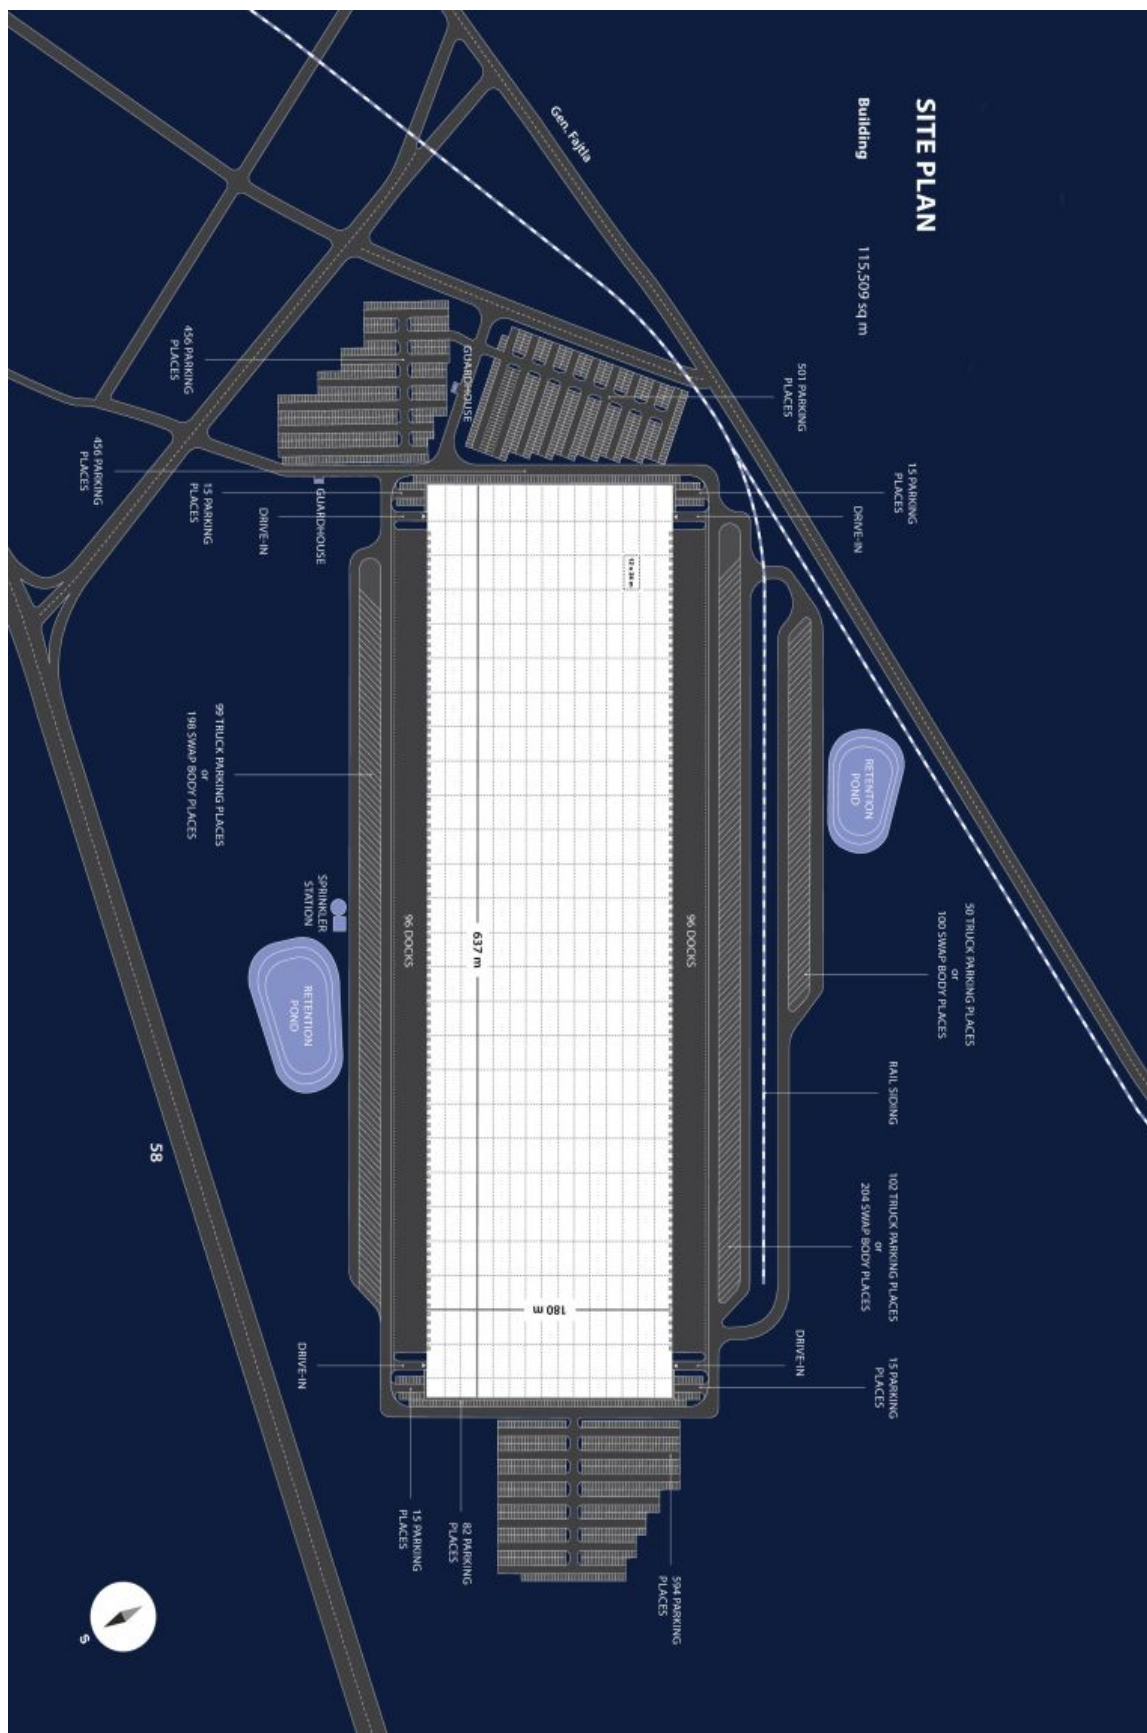 SITE PLAN
Building 115,509 sq m
Gen. Fajtla
501 PARKING
PLACES
15 PARKING
PLACES
DRIVE-IN
RETENTION
POND
50 TRUCK PARKING PLACES
or
100 SWAP BODY PLACES
RAIL SIDING
102 TRUCK PARKING PLACES
or
204 SWAP BODY PLACES
DRIVE-IN
15 PARKING
PLACES
12 x 24 m
96 DOCKS
637 m
180 m
96 DOCKS
GUARDHOUSE
456 PARKING
PLACES
456 PARKING
PLACES
15 PARKING
PLACES
DRIVE-IN
GUARDHOUSE
99 TRUCK PARKING PLACES
or
198 SWAP BODY PLACES
SPRINKLER
STATION
RETENTION
POND
58
DRIVE-IN
15 PARKING
PLACES
82 PARKING
PLACES
594 PARKING
PLACES
S